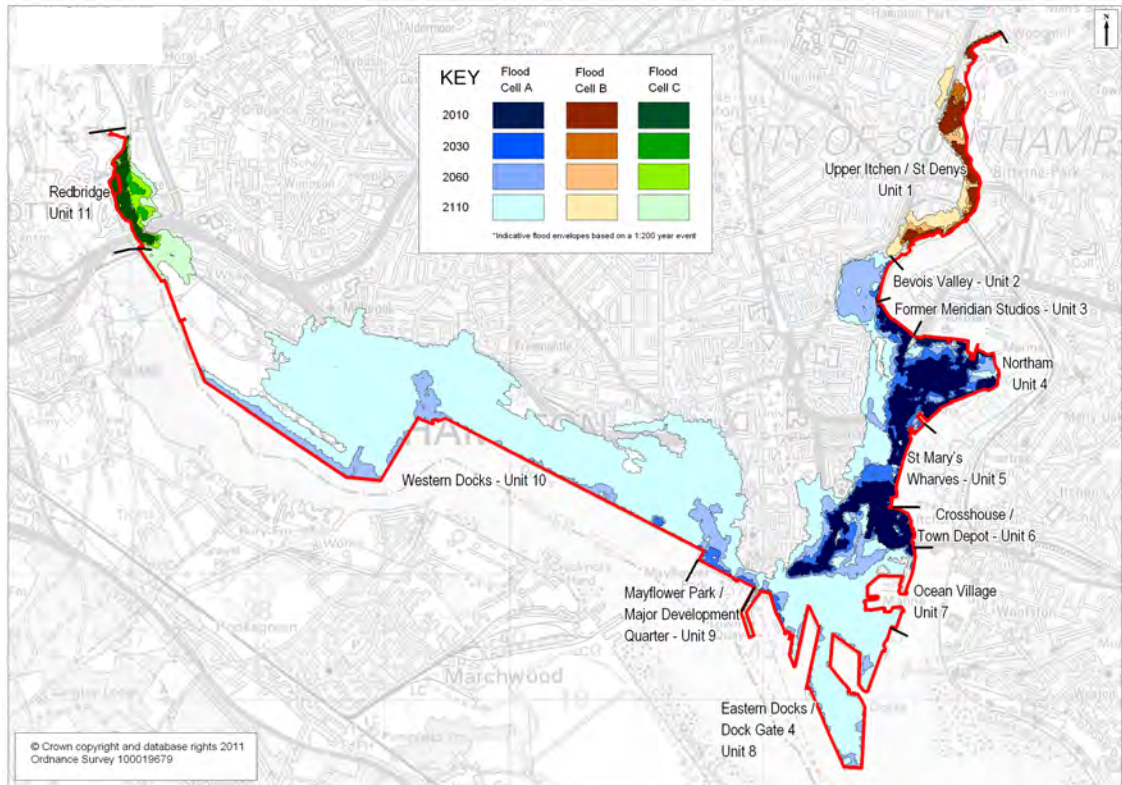 N
KEY
Flood
Cell A
Flood
Cell B
Flood
Cell C
2010
2030
2060
2110
*Indicative flood envelopes based on a 1:200 year event
CITY OF SOUTHAMPS
Upper Itchen / St Denys
Unit 1
Redbridge
Unit 11
Bevois Valley - Unit 2
Former Meridian Studios - Unit 3
Northam
Unit 4
St Mary's
Wharves - Unit 5
Western Docks - Unit 10
Crosshouse /
Town Depot - Unit 6
Mayflower Park /
Major Development
Quarter - Unit 9
Ocean Village
Unit 7
Marchwood
Eastern Docks /
Dock Gate 4
Unit 8
© Crown copyright and database rights 2011
Ordnance Survey 100019679